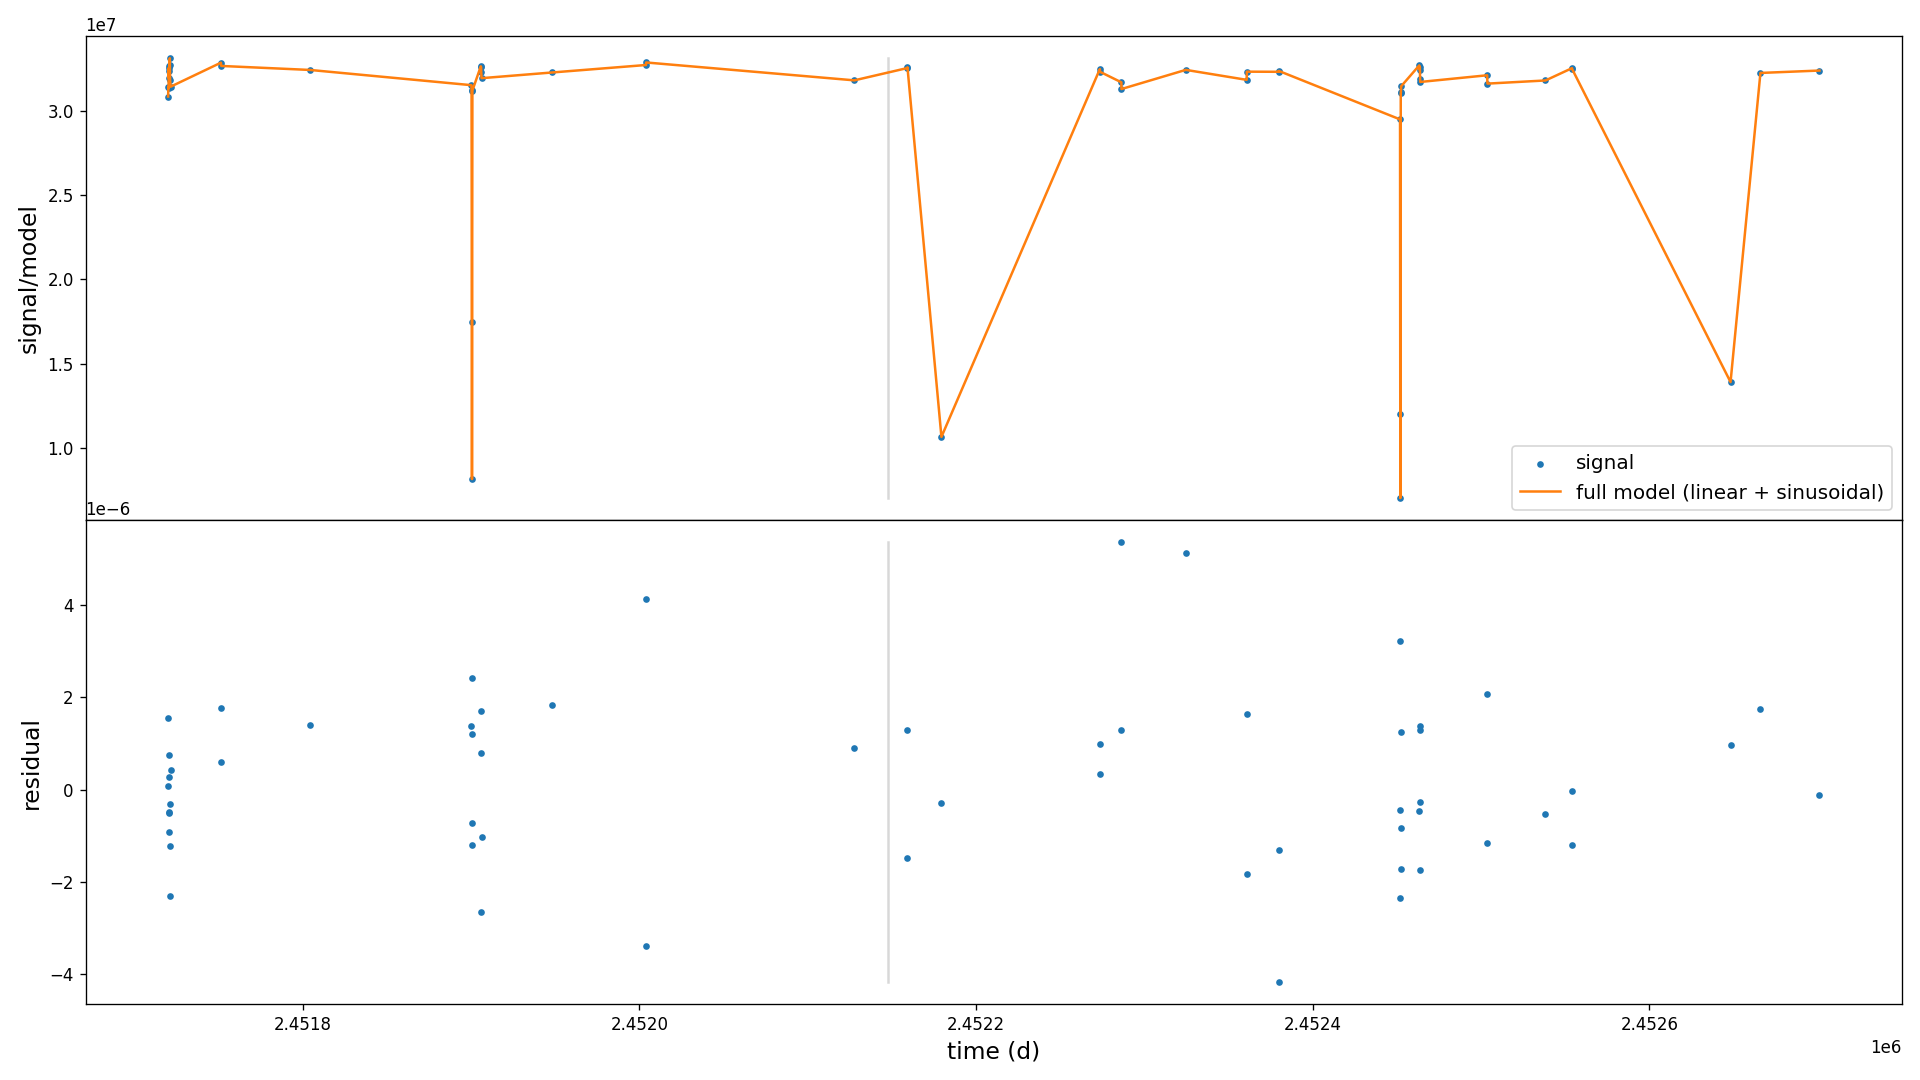 1e7
3.0
2.5
2.0
1.5
1.0
signal/model
signal
full model (linear + sinusoidal)
1e−6
4
2
0
−2
−4
residual
2.4518
2.4520
2.4522
2.4524
2.4526
1e6
time (d)